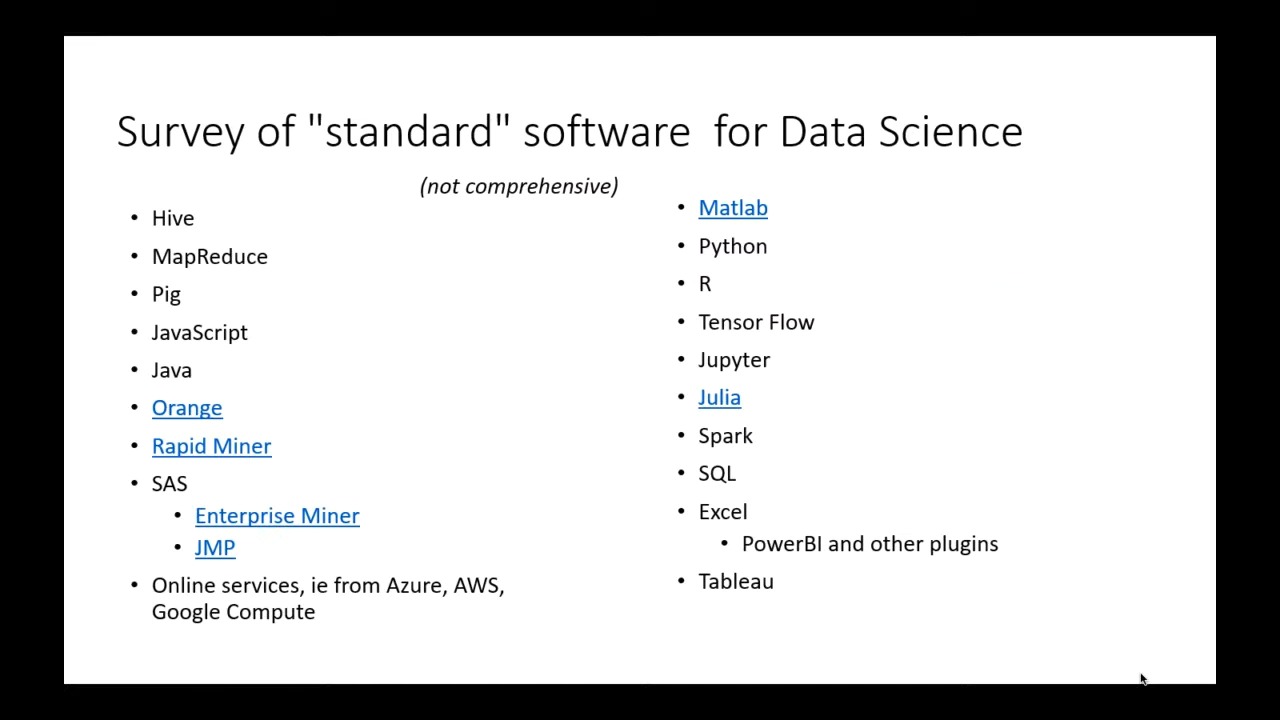 Survey of "standard" software  for Data Science
(not comprehensive)
• Hive
• MapReduce
• Pig
• JavaScript
• Java
• Orange
• Rapid Miner
• SAS
• Enterprise Miner
• JMP
• Online services, ie from Azure, AWS,
Google Compute
• Matlab
• Python
• R
• Tensor Flow
• Jupyter
• Julia
• Spark
• SQL
• Excel
• PowerBI and other plugins
• Tableau